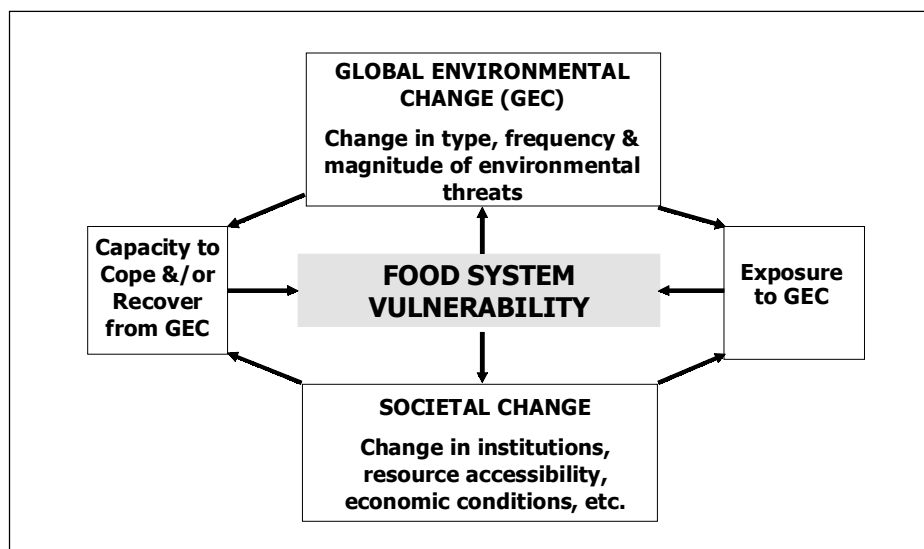 GLOBAL ENVIRONMENTAL
CHANGE (GEC)
Change in type, frequency &
magnitude of environmental
threats
Capacity to
Cope &/or
Recover
from GEC
FOOD SYSTEM
VULNERABILITY
Exposure
to GEC
SOCIETAL CHANGE
Change in institutions,
resource accessibility,
economic conditions, etc.